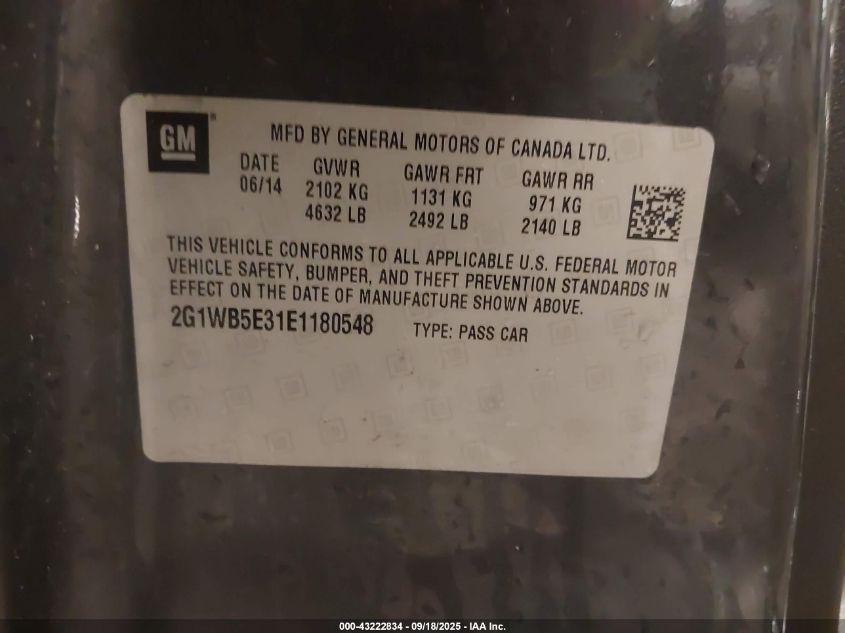 GM
MFD BY GENERAL MOTORS OF CANADA LTD.
DATE GVWR GAWR FRT GAWR RR
06/14 2102 KG 1131 KG 971 KG
4632 LB 2492 LB 2140 LB
THIS VEHICLE CONFORMS TO ALL APPLICABLE U.S. FEDERAL MOTOR
VEHICLE SAFETY, BUMPER, AND THEFT PREVENTION STANDARDS IN
EFFECT ON THE DATE OF MANUFACTURE SHOWN ABOVE.
2G1WB5E31E1180548 TYPE: PASS CAR
000-43222834 - 09/18/2025 - IAA Inc.